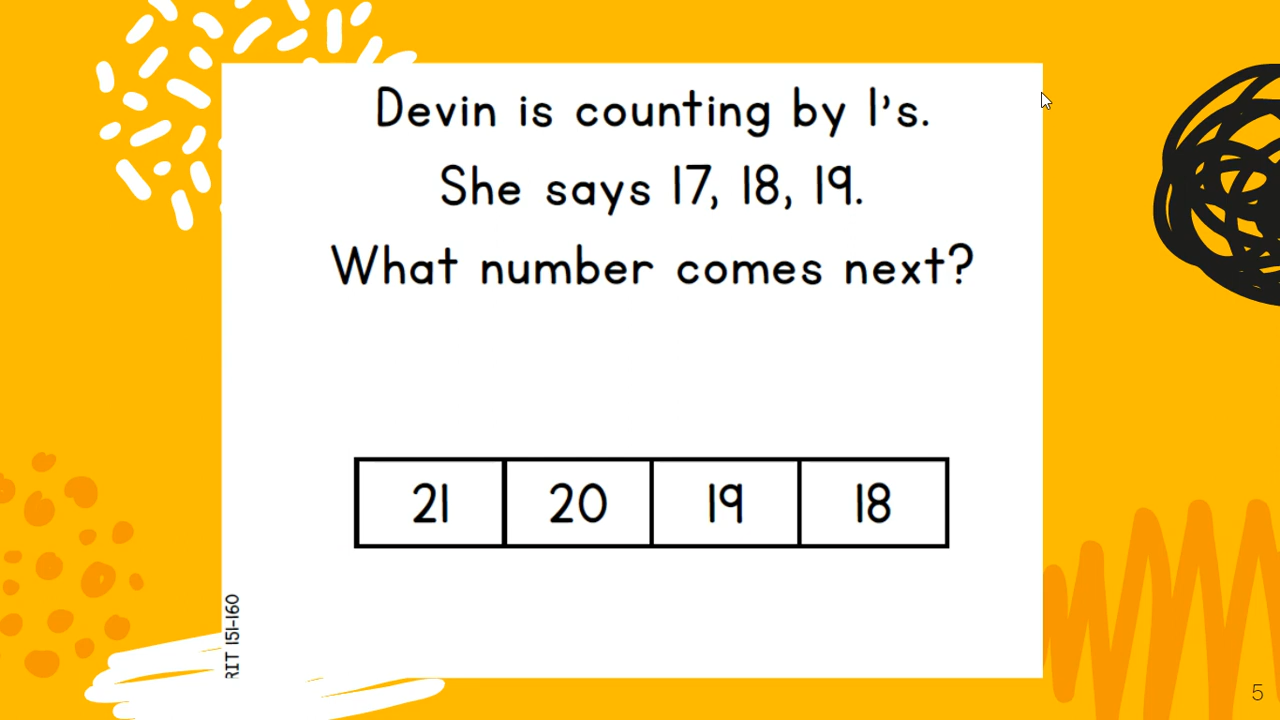 Devin is counting by 1's.
She says 17, 18, 19.
What number comes next?
21 20 19 18
RIT 151-160
5